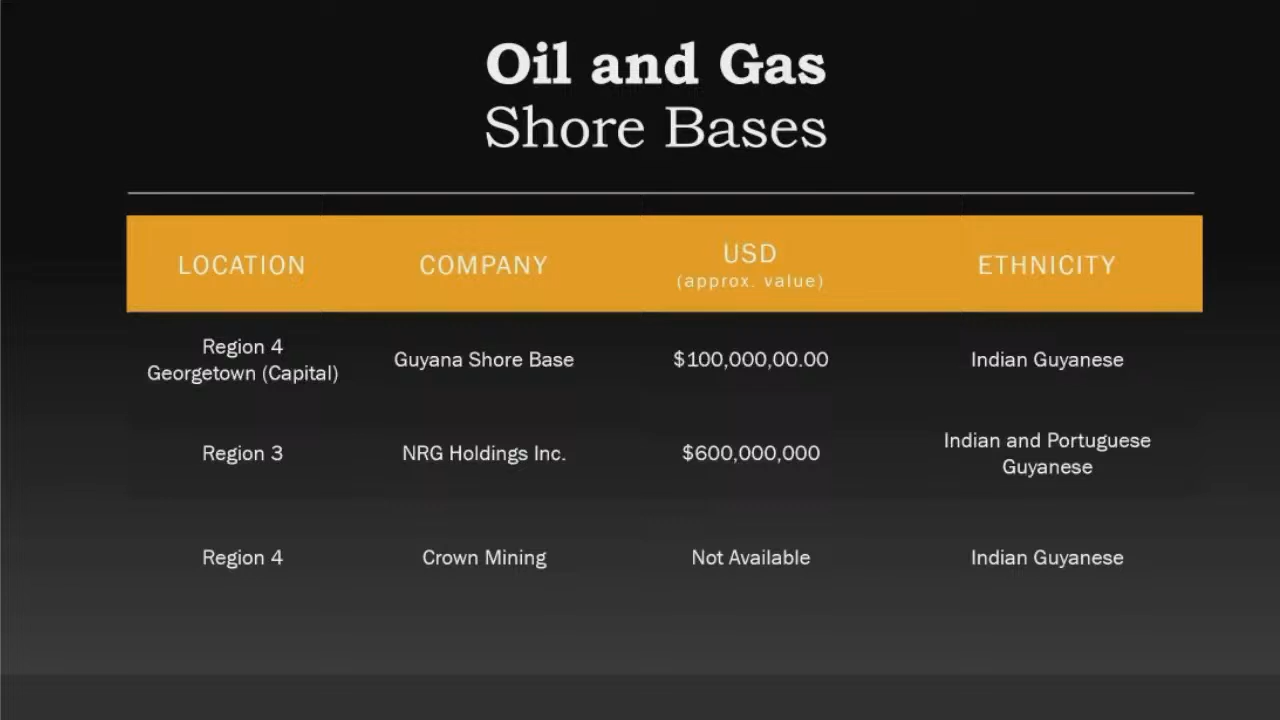 Oil and Gas
Shore Bases
LOCATION COMPANY USD (approx. value) ETHNICITY
Region 4
Georgetown (Capital) Guyana Shore Base $100,000,00.00 Indian Guyanese
Region 3 NRG Holdings Inc. $600,000,000 Indian and Portuguese
Guyanese
Region 4 Crown Mining Not Available Indian Guyanese